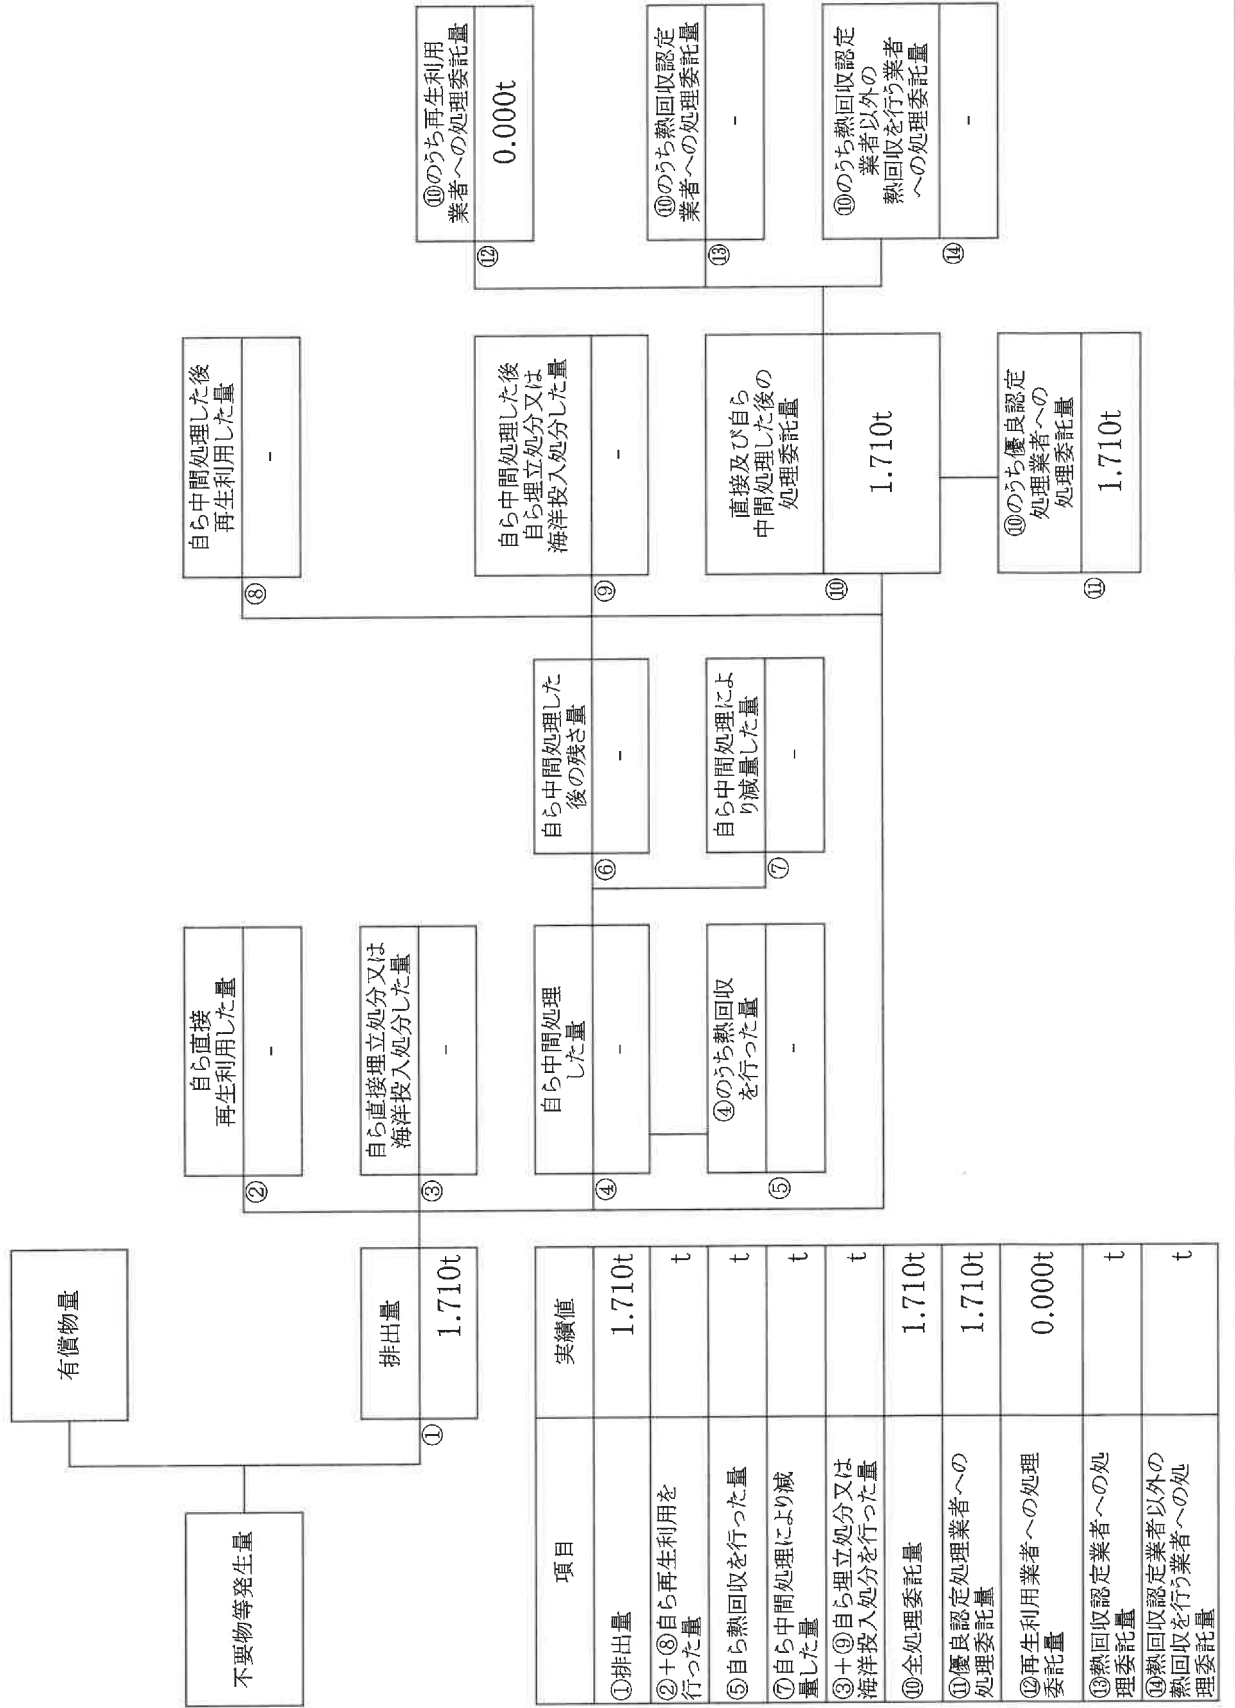 不要物等発生量
有償物量
①
排出量
1.710t
②
自ら直接
再生利用した量
-
③
自ら直接埋立処分又は
海洋投入処分した量
-
④
自ら中間処理
した量
-
⑤
④のうち熱回収
を行った量
-
⑥
自ら中間処理した
後の残さ量
-
⑦
自ら中間処理によ
り減量した量
-
⑧
自ら中間処理した後
再生利用した量
-
⑨
自ら中間処理した後
自ら埋立処分又は
海洋投入処分した量
-
⑩
直接及び自ら
中間処理した後の
処理委託量
1.710t
⑪
⑩のうち優良認定
処理業者への
処理委託量
1.710t
⑫
⑩のうち再生利用
業者への処理委託量
0.000t
⑬
⑩のうち熱回収認定
業者への処理委託量
-
⑭
⑩のうち熱回収認定
業者以外の
熱回収を行う業者
への処理委託量
-
項目 実績値
①排出量 1.710t
②+⑧自ら再生利用を
行った量 t
⑤自ら熱回収を行った量 t
⑦自ら中間処理により減
量した量 t
③+⑨自ら埋立処分又は
海洋投入処分を行った量 t
⑩全処理委託量 1.710t
⑪優良認定処理業者への
処理委託量 1.710t
⑫再生利用業者への処理
委託量 0.000t
⑬熱回収認定業者への処
理委託量 t
⑭熱回収認定業者以外の
熱回収を行う業者への処
理委託量 t